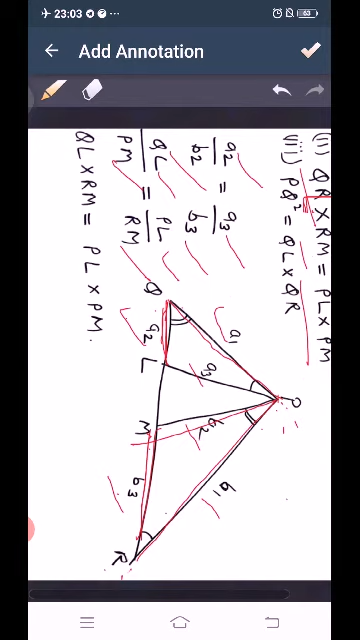 23:03
63
Add Annotation
(ii) QR × RM = PL × PM
(iii) PQ² = QL × QR
a2/b2 = a3/b3
QL/PM = PL/RM
QL × RM = PL × PM.
Q
a1
P
a2
a3
L
M
b2
b1
b3
R